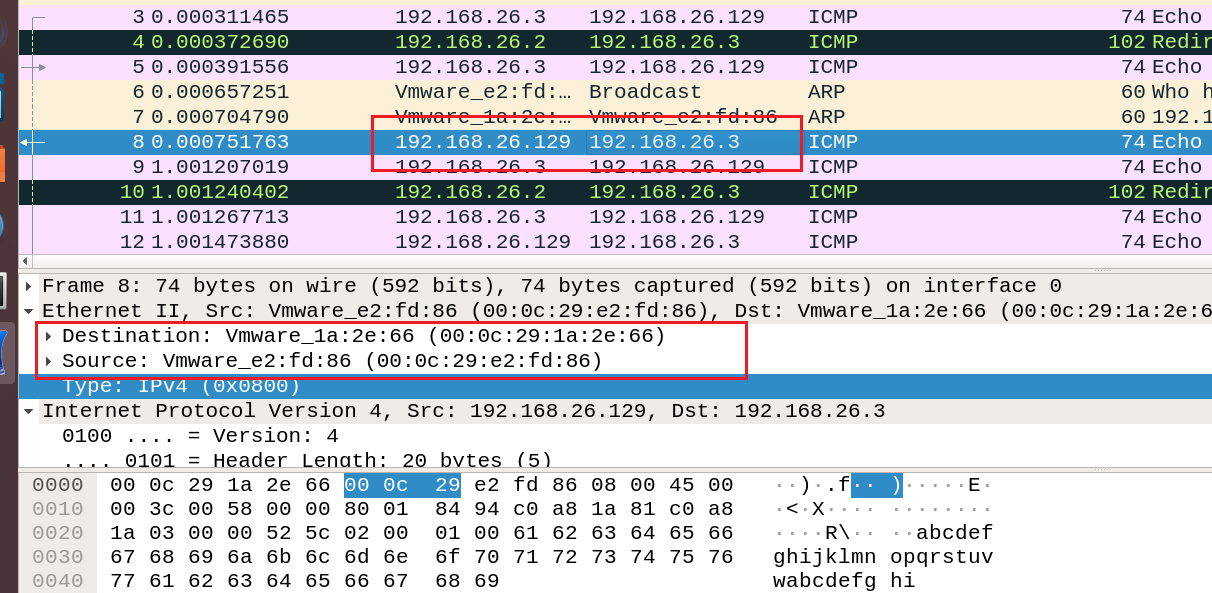 3 0.000311465 192.168.26.3 192.168.26.129 ICMP 74 Echo
4 0.000372690 192.168.26.2 192.168.26.3 ICMP 102 Redir
5 0.000391556 192.168.26.3 192.168.26.129 ICMP 74 Echo
6 0.000657251 Vmware_e2:fd:… Broadcast ARP 60 Who h
7 0.000704790 Vmware_1a:2e:… Vmware_e2:fd:86 ARP 60 192.1
8 0.000751763 192.168.26.129 192.168.26.3 ICMP 74 Echo
9 1.001207019 192.168.26.3 192.168.26.129 ICMP 74 Echo
10 1.001240402 192.168.26.2 192.168.26.3 ICMP 102 Redir
11 1.001267713 192.168.26.3 192.168.26.129 ICMP 74 Echo
12 1.001473880 192.168.26.129 192.168.26.3 ICMP 74 Echo
Frame 8: 74 bytes on wire (592 bits), 74 bytes captured (592 bits) on interface 0
Ethernet II, Src: Vmware_e2:fd:86 (00:0c:29:e2:fd:86), Dst: Vmware_1a:2e:66 (00:0c:29:1a:2e:6
Destination: Vmware_1a:2e:66 (00:0c:29:1a:2e:66)
Source: Vmware_e2:fd:86 (00:0c:29:e2:fd:86)
Type: IPv4 (0x0800)
Internet Protocol Version 4, Src: 192.168.26.129, Dst: 192.168.26.3
0100 .... = Version: 4
.... 0101 = Header Length: 20 bytes (5)
0000 00 0c 29 1a 2e 66 00 0c 29 e2 fd 86 08 00 45 00 ··).·f·· )·····E·
0010 00 3c 00 58 00 00 80 01 84 94 c0 a8 1a 81 c0 a8 ·<·X···· ········
0020 1a 03 00 00 52 5c 02 00 01 00 61 62 63 64 65 66 ····R\·· ··abcdef
0030 67 68 69 6a 6b 6c 6d 6e 6f 70 71 72 73 74 75 76 ghijklmn opqrstuv
0040 77 61 62 63 64 65 66 67 68 69 wabcdefg hi